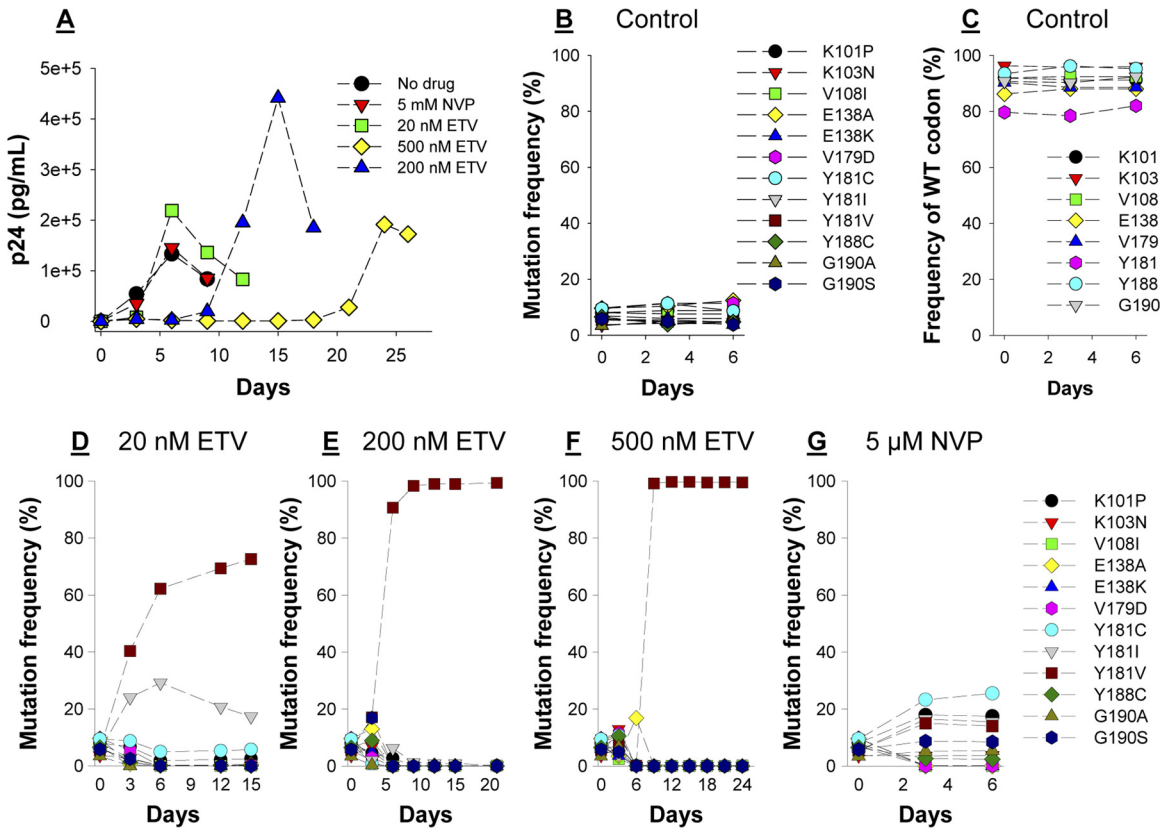 A
p24 (pg/mL)
5e+5
4e+5
3e+5
2e+5
1e+5
0
0 5 10 15 20 25
Days
No drug
5 mM NVP
20 nM ETV
500 nM ETV
200 nM ETV
B Control
Mutation frequency (%)
100
80
60
40
20
0
0 2 4 6
Days
K101P
K103N
V108I
E138A
E138K
V179D
Y181C
Y181I
Y181V
Y188C
G190A
G190S
C Control
Frequency of WT codon (%)
100
80
60
40
20
0
0 2 4 6
Days
K101
K103
V108
E138
V179
Y181
Y188
G190
D 20 nM ETV
Mutation frequency (%)
100
80
60
40
20
0
0 3 6 9 12 15
Days
E 200 nM ETV
Mutation frequency (%)
100
80
60
40
20
0
0 5 10 15 20
Days
F 500 nM ETV
Mutation frequency (%)
100
80
60
40
20
0
0 6 12 18 24
Days
G 5 µM NVP
Mutation frequency (%)
100
80
60
40
20
0
0 2 4 6
Days
K101P
K103N
V108I
E138A
E138K
V179D
Y181C
Y181I
Y181V
Y188C
G190A
G190S